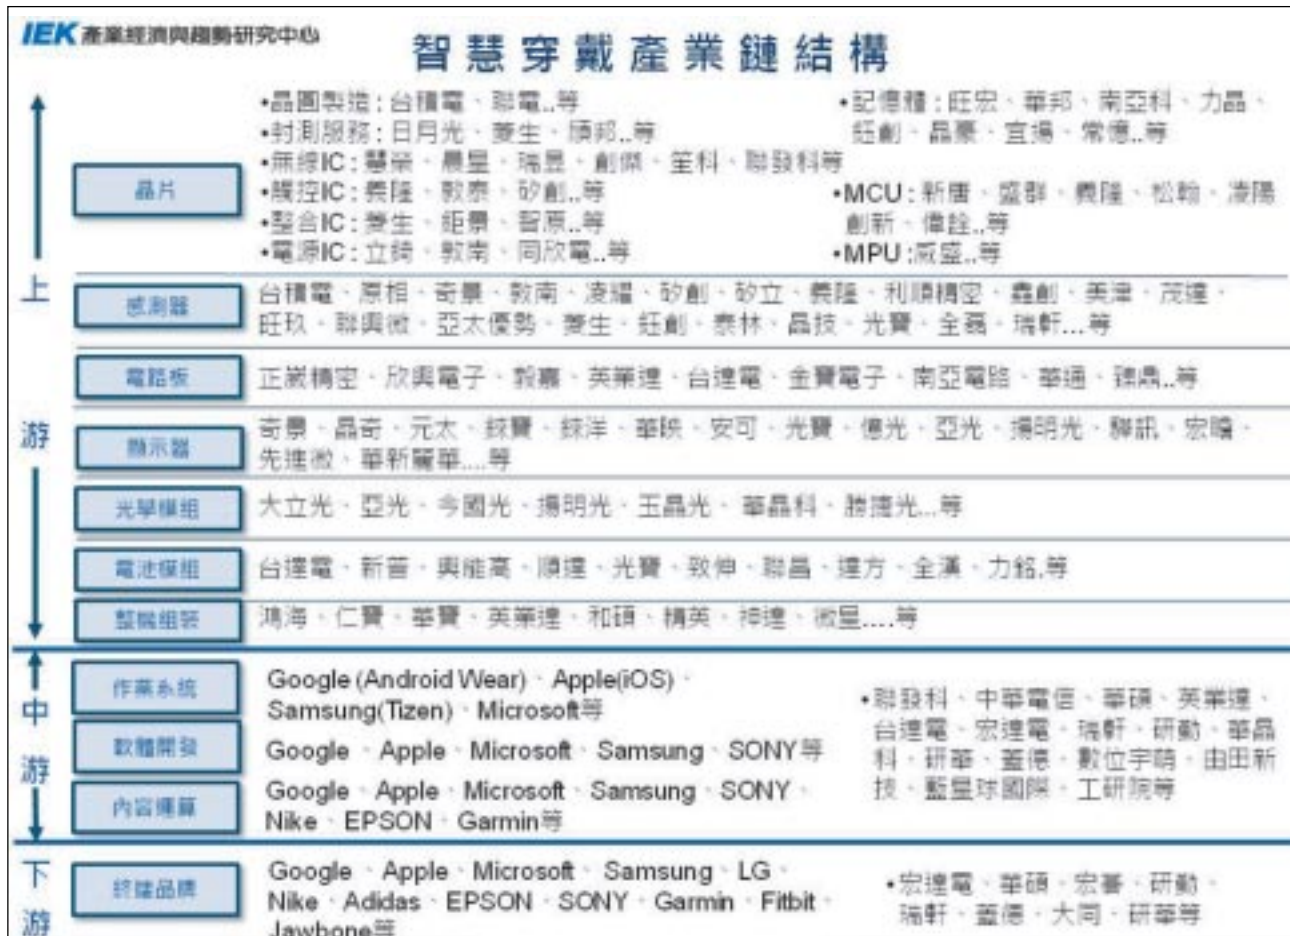 IEK 產業經濟與趨勢研究中心
智慧穿戴產業鏈結構
上
游
晶片
•晶圓製造:台積電、聯電..等
•封測服務:日月光、菱生、頎邦..等
•無線IC:慧榮、晨星、瑞昱、創傑、笙科、聯發科等
•觸控IC:義隆、敦泰、矽創..等
•整合IC:菱生、鉅景、智原..等
•電源IC:立錡、敦南、同欣電..等
•記憶體:旺宏、華邦、南亞科、力晶、
鈺創、晶豪、宜揚、常憶..等
•MCU:新唐、盛群、義隆、松翰、凌陽
創新、偉詮..等
•MPU:威盛..等
感測器
台積電、原相、奇景、敦南、凌耀、矽創、矽立、義隆、利順精密、鑫創、美津、茂達、
旺玖、聯興微、亞太優勢、菱生、鈺創、泰林、晶技、光寶、全磊、瑞軒...等
電路板
正崴精密、欣興電子、毅嘉、英業達、台達電、金寶電子、南亞電路、華通、臻鼎..等
顯示器
奇景、晶奇、元太、錸寶、錸洋、華映、安可、光寶、億光、亞光、揚明光、聯訊、宏瞻、
先進微、華新麗華....等
光學模組
大立光、亞光、今國光、揚明光、玉晶光、華晶科、勝捷光...等
電池模組
台達電、新普、興能高、順達、光寶、致伸、聯昌、達方、全漢、力銘.等
整機組裝
鴻海、仁寶、華寶、英業達、和碩、精英、神達、微星....等
中
游
作業系統
Google (Android Wear)、Apple(iOS)、
Samsung(Tizen)、Microsoft等
軟體開發
Google、Apple、Microsoft、Samsung、SONY等
內容運算
Google、Apple、Microsoft、Samsung、SONY、
Nike、EPSON、Garmin等
•聯發科、中華電信、華碩、英業達、
台達電、宏達電、瑞軒、研勤、華晶
科、研華、蓋德、數位宇萌、由田新
技、藍星球國際、工研院等
下
游
終端品牌
Google、Apple、Microsoft、Samsung、LG、
Nike、Adidas、EPSON、SONY、Garmin、Fitbit、
Jawbone等
•宏達電、華碩、宏碁、研勤、
瑞軒、蓋德、大同、研華等